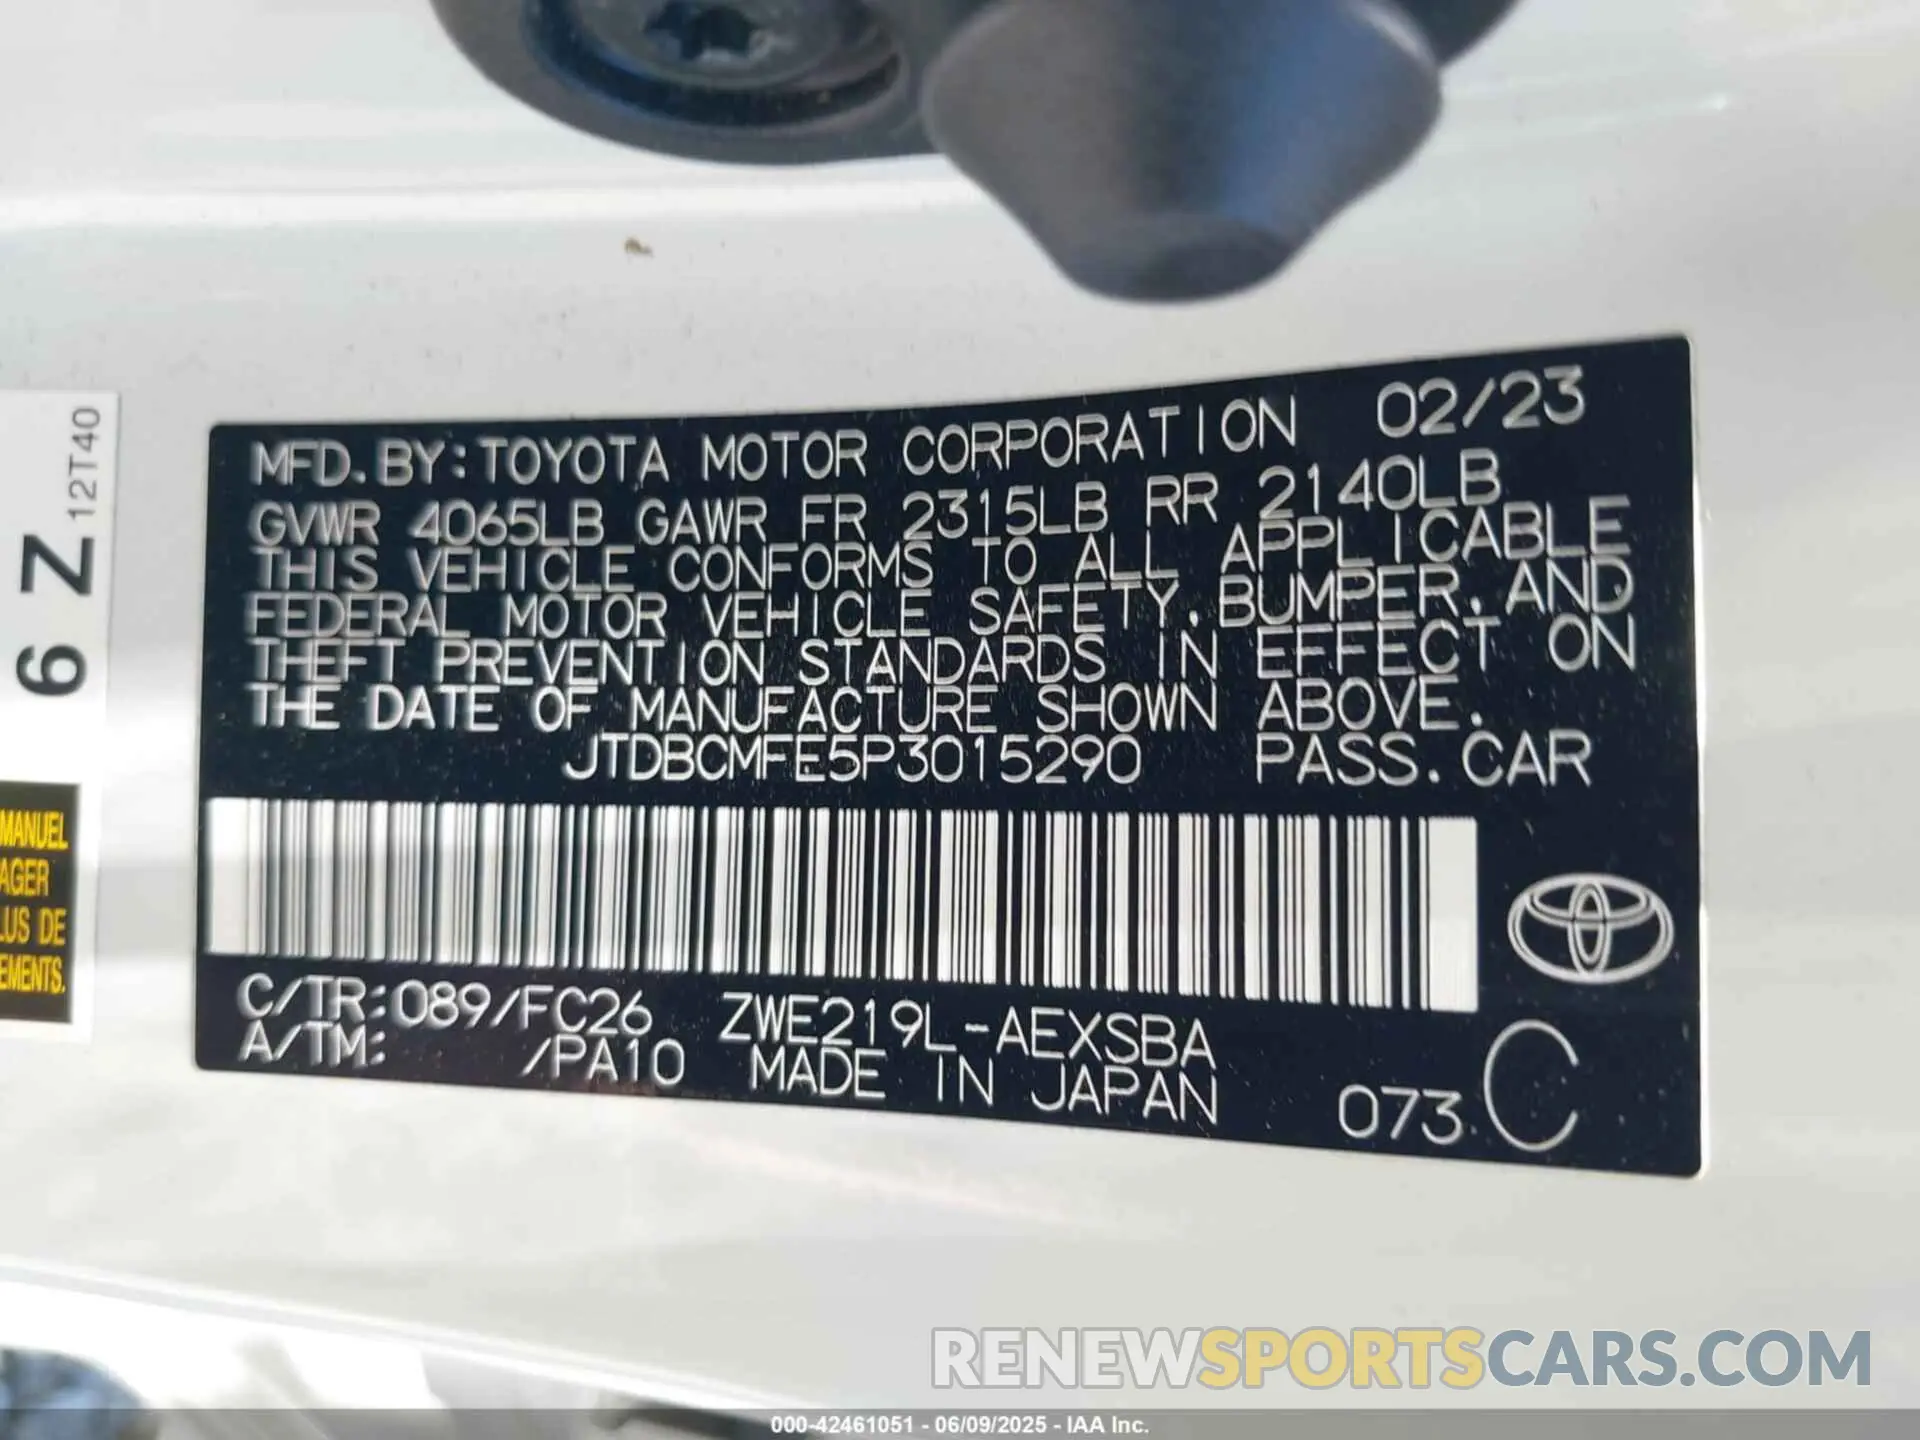 MFD. BY: TOYOTA MOTOR CORPORATION 02/23
GVWR 4065LB GAWR FR 2315LB RR 2140LB
THIS VEHICLE CONFORMS TO ALL APPLICABLE
FEDERAL MOTOR VEHICLE SAFETY, BUMPER, AND
THEFT PREVENTION STANDARDS IN EFFECT ON
THE DATE OF MANUFACTURE SHOWN ABOVE.
JTDBCMFE5P3015290 PASS. CAR
C/TR: 089/FC26 ZWE219L-AEXSBA
A/TM: /PA10 MADE IN JAPAN 073 C
6 Z 12T40
MANUEL
AGER
LUS DE
EMENTS.
RENEWSPORTSCARS.COM
000-42461051 - 06/09/2025 - IAA Inc.